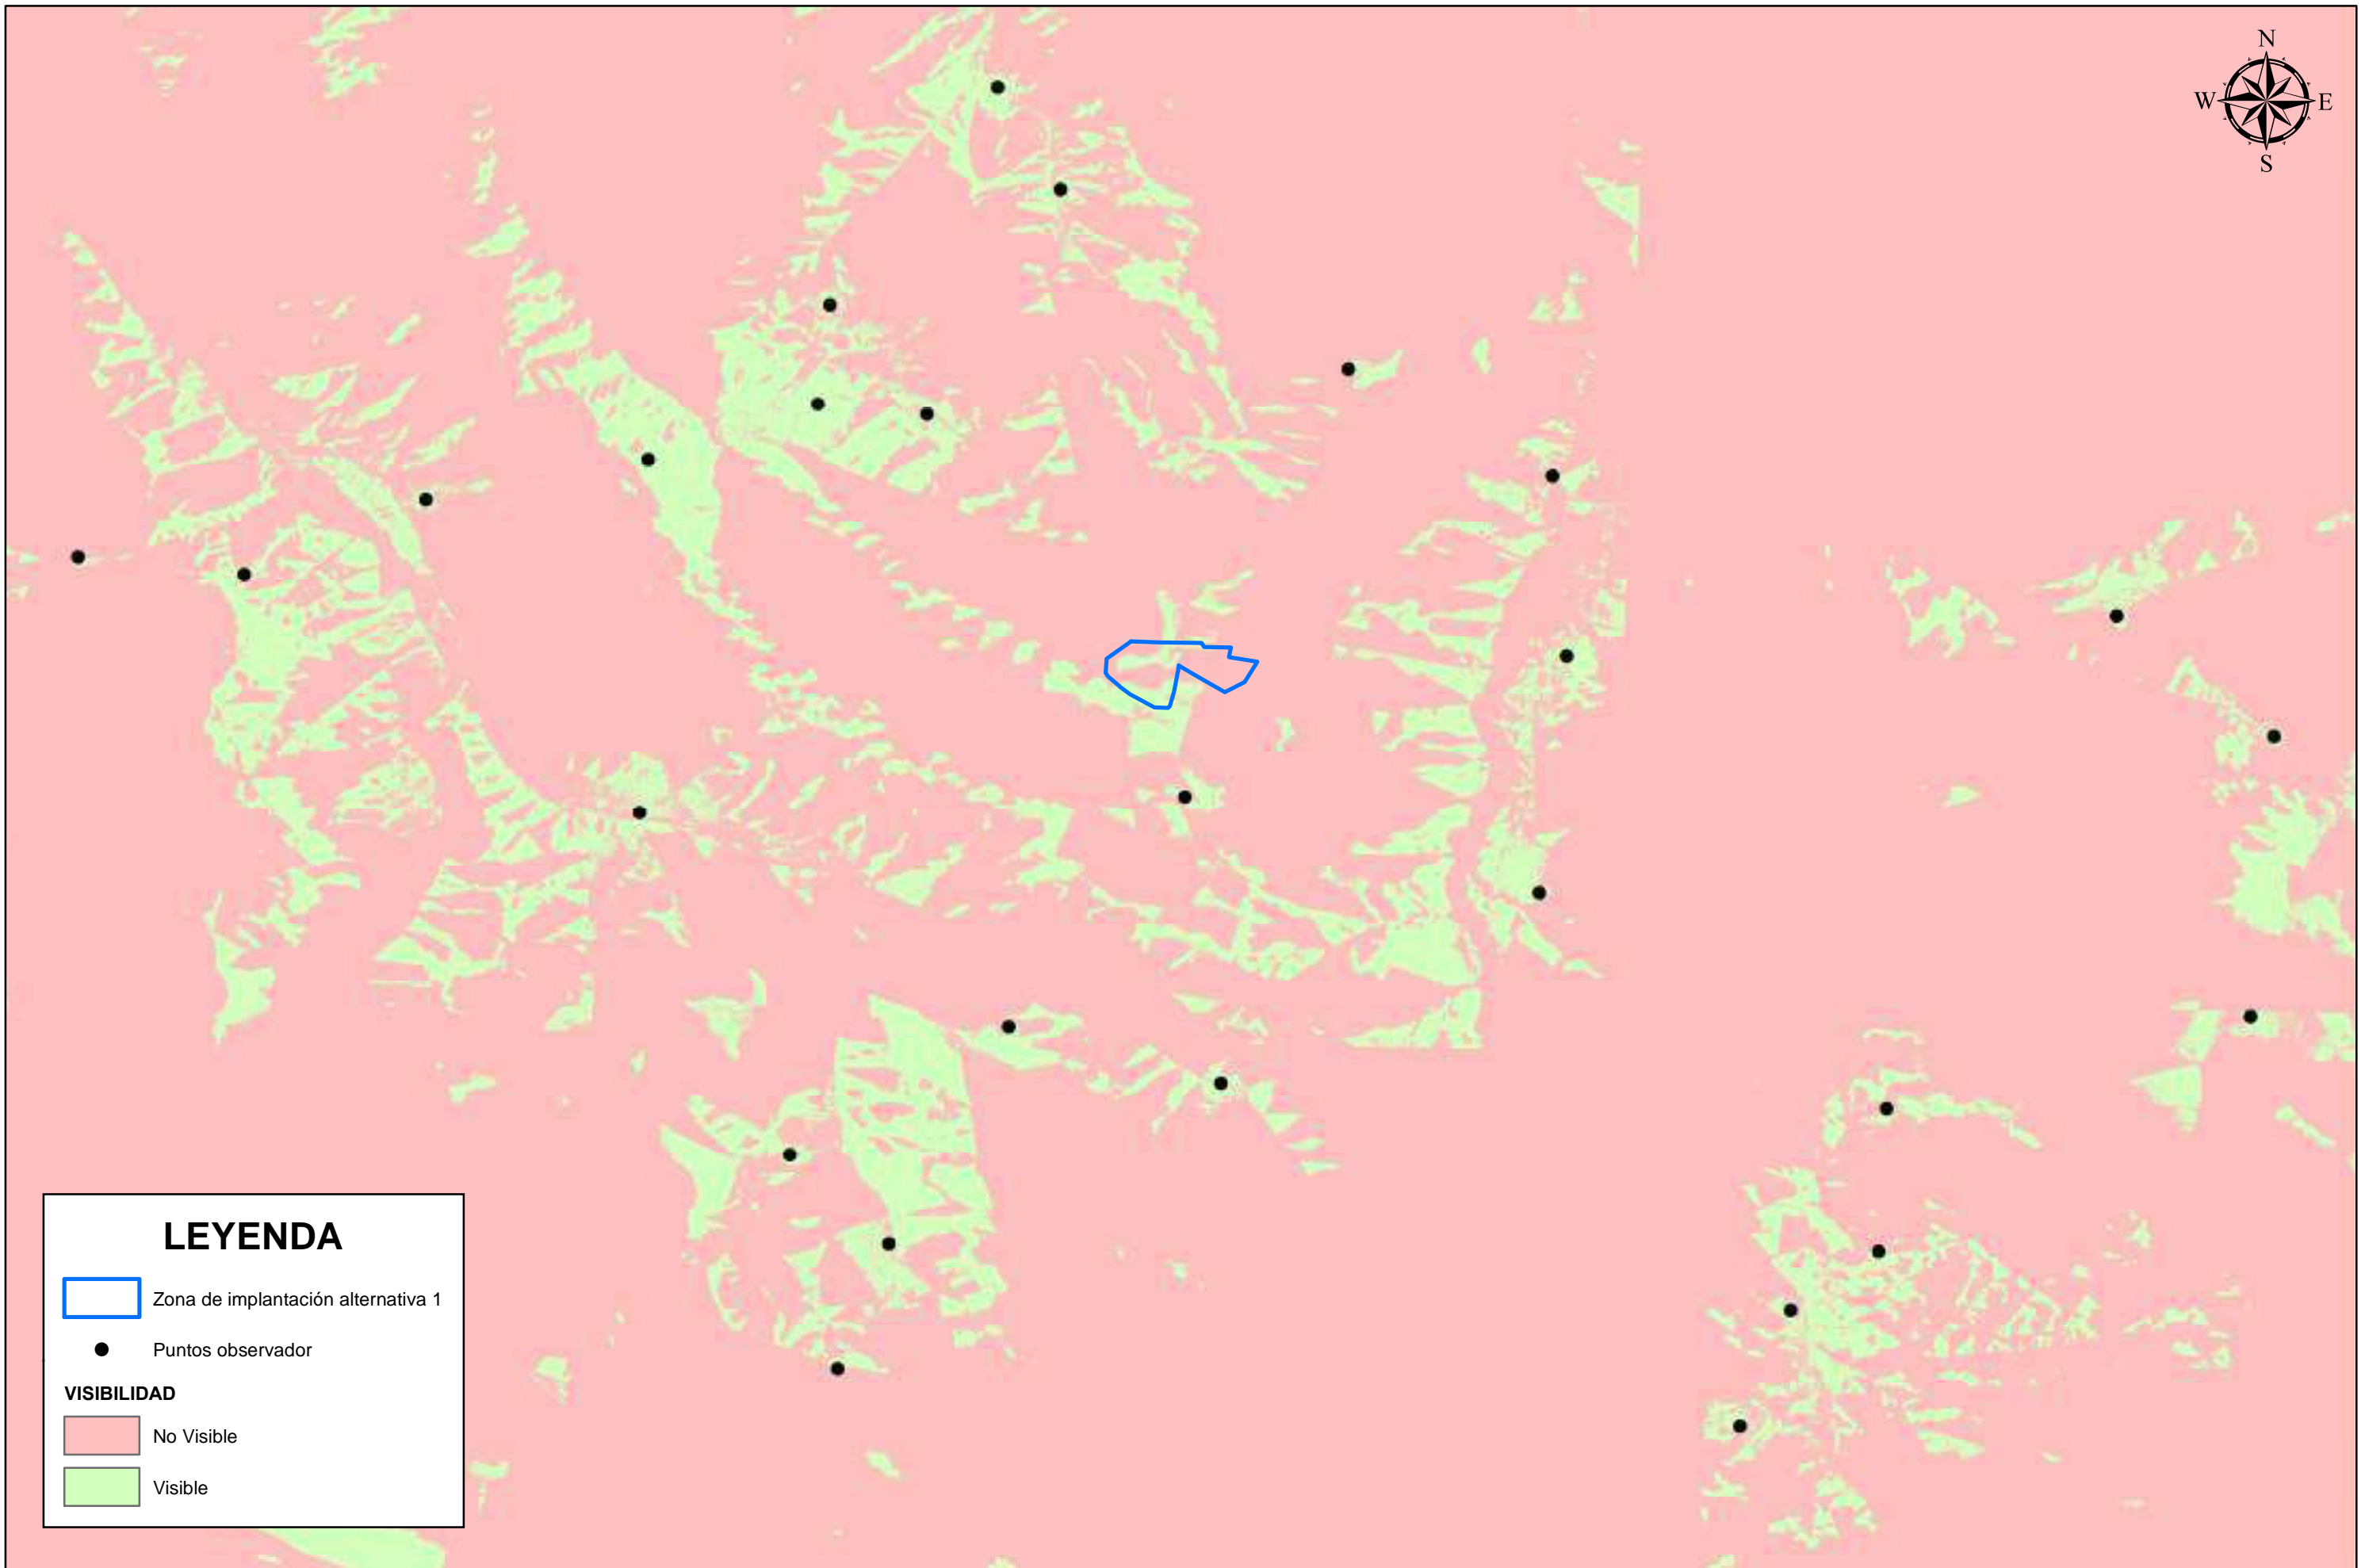 N
W E
S
LEYENDA
Zona de implantación alternativa 1
Puntos observador
VISIBILIDAD
No Visible
Visible